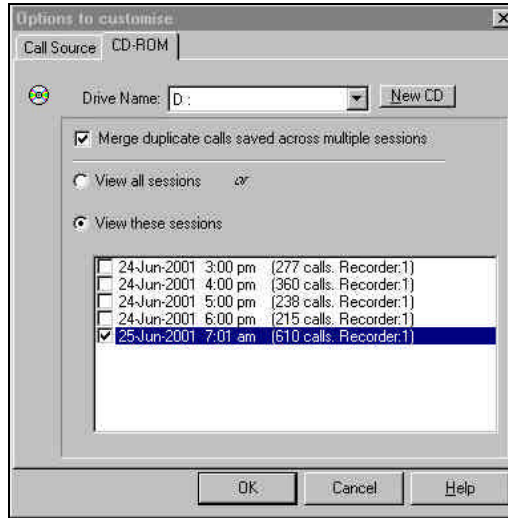 Options to customise
Call Source CD-ROM
Drive Name: D : New CD
Merge duplicate calls saved across multiple sessions
View all sessions or
View these sessions
24-Jun-2001 3:00 pm (277 calls. Recorder:1)
24-Jun-2001 4:00 pm (360 calls. Recorder:1)
24-Jun-2001 5:00 pm (238 calls. Recorder:1)
24-Jun-2001 6:00 pm (215 calls. Recorder:1)
25-Jun-2001 7:01 am (610 calls. Recorder:1)
OK Cancel Help